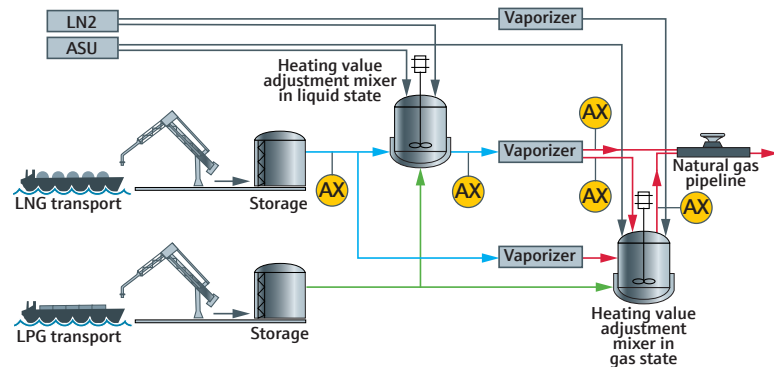 LN2
Vaporizer
ASU
Heating value
adjustment mixer
in liquid state
AX
Vaporizer
Natural gas
pipeline
LNG transport
Storage
AX
AX
AX
AX
Vaporizer
LPG transport
Storage
Heating value
adjustment
mixer in
gas state